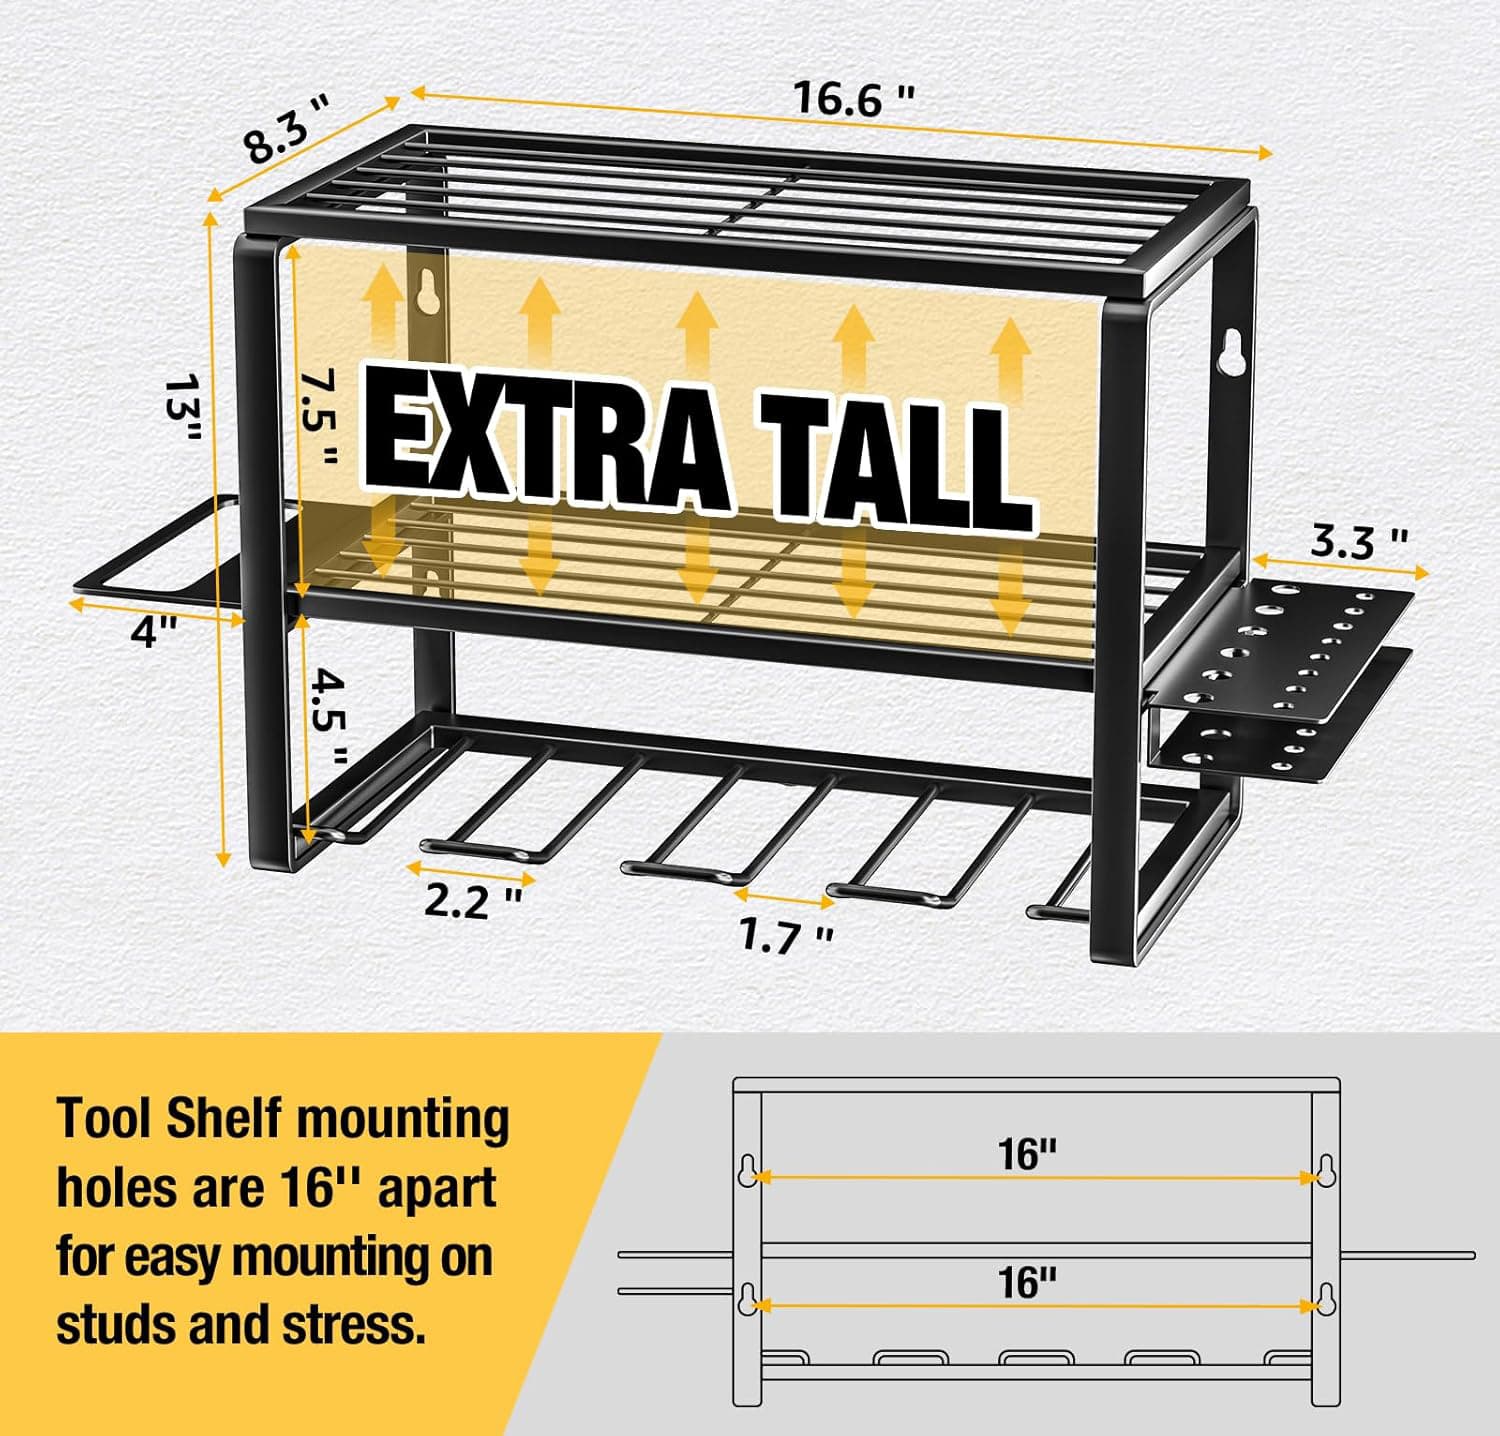 16.6 "
8.3 "
13"
7.5 "
EXTRA TALL
3.3 "
4"
4.5 "
2.2 "
1.7 "
Tool Shelf mounting
holes are 16'' apart
for easy mounting on
studs and stress.
16"
16"